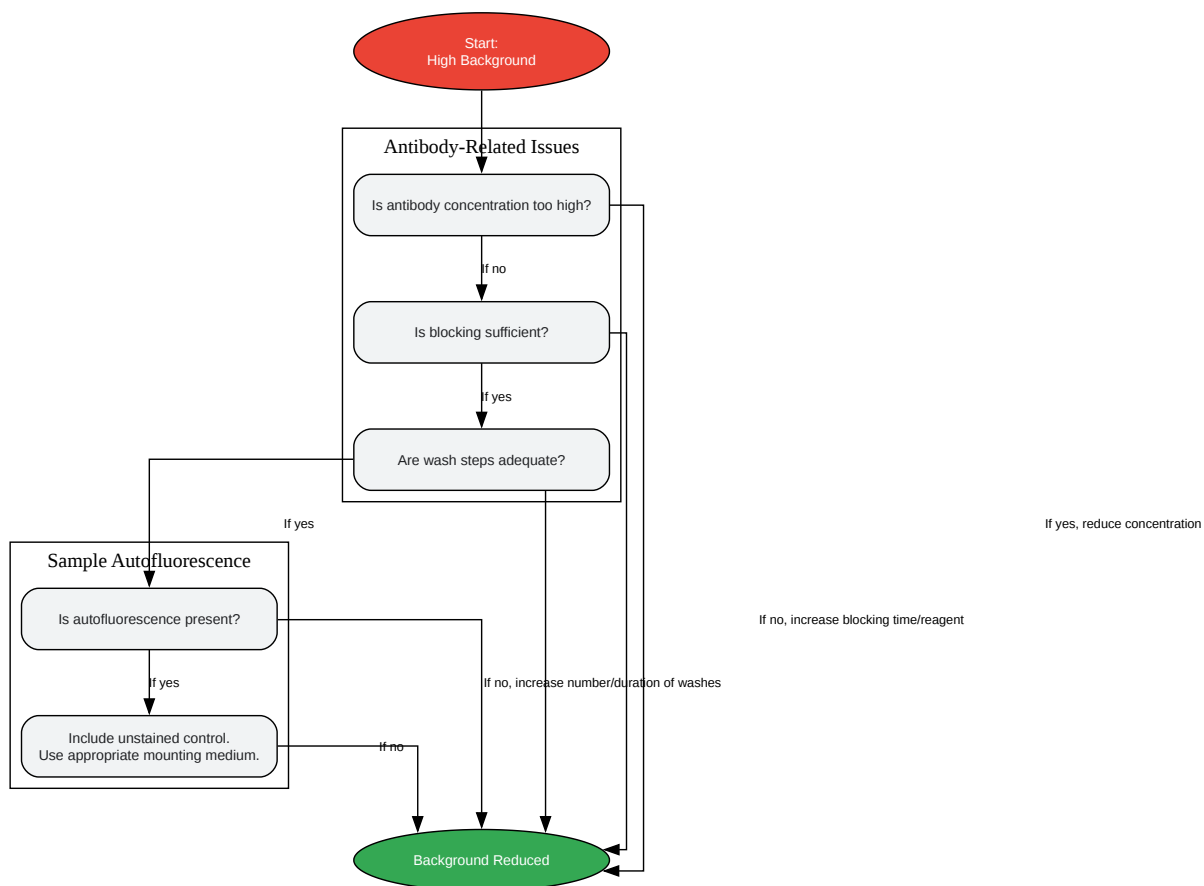 Start:
High Background
Antibody-Related Issues
Is antibody concentration too high?
If no
Is blocking sufficient?
If yes
Are wash steps adequate?
If yes
If yes, reduce concentration
Sample Autofluorescence
Is autofluorescence present?
If no, increase blocking time/reagent
If yes
If no, increase number/duration of washes
Include unstained control.
Use appropriate mounting medium.
If no
Background Reduced